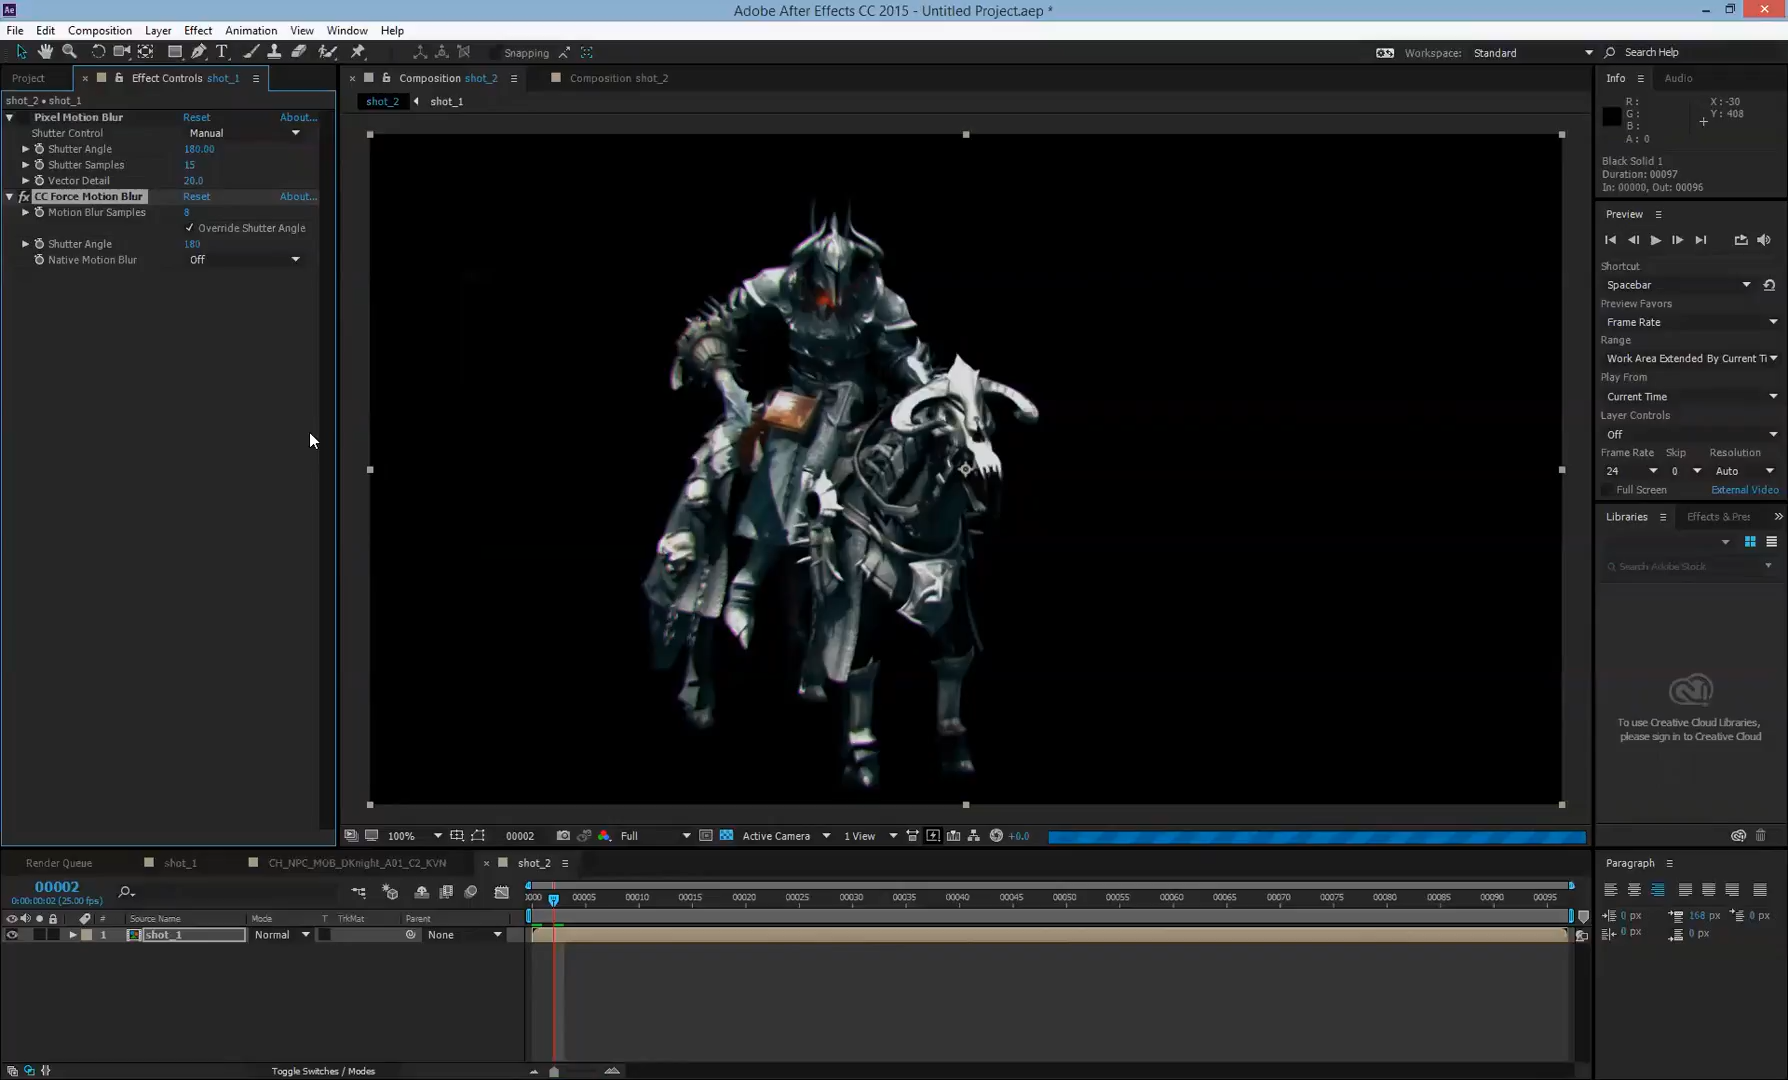 Ae
Adobe After Effects CC 2015 - Untitled Project.aep *
File Edit Composition Layer Effect Animation View Window Help
Snapping
Workspace: Standard
Search Help
Project
Effect Controls shot_1
shot_2 • shot_1
Pixel Motion Blur Reset About...
Shutter Control Manual
Shutter Angle 180.00
Shutter Samples 15
Vector Detail 20.0
fx CC Force Motion Blur Reset About...
Motion Blur Samples 8
Override Shutter Angle
Shutter Angle 180
Native Motion Blur Off
Composition shot_2
Composition shot_2
shot_2 shot_1
100% 00002 Full Active Camera 1 View +0.0
Info Audio
R :
G :
B :
A : 0
X : -30
Y : 408
Black Solid 1
Duration: 00097
In: 00000, Out: 00096
Preview
Shortcut
Spacebar
Preview Favors
Frame Rate
Range
Work Area Extended By Current Ti
Play From
Current Time
Layer Controls
Off
Frame Rate Skip Resolution
24 0 Auto
Full Screen External Video
Libraries Effects & Pres
Search Adobe Stock
To use Creative Cloud Libraries,
please sign in to Creative Cloud
Render Queue shot_1 CH_NPC_MOB_DKnight_A01_C2_KVN shot_2
00002
0:00:00:02 (25.00 fps)
0000 00005 00010 00015 00020 00025 00030 00035 00040 00045 00050 00055 00060 00065 00070 00075 00080 00085 00090 00095
# Source Name Mode T TrkMat Parent
1 shot_1 Normal None
Toggle Switches / Modes
Paragraph
0 px 168 px 0 px
0 px 0 px